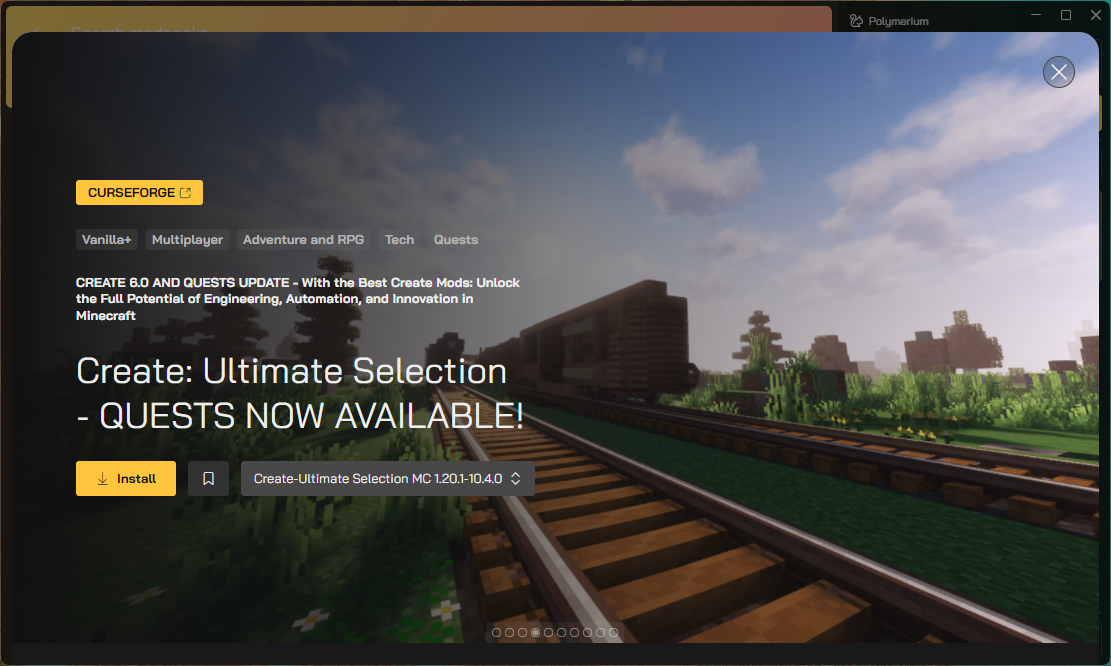 Search modpacks
Polymerium
CURSEFORGE
Vanilla+ Multiplayer Adventure and RPG Tech Quests
CREATE 6.0 AND QUESTS UPDATE - With the Best Create Mods: Unlock
the Full Potential of Engineering, Automation, and Innovation in
Minecraft
Create: Ultimate Selection
- QUESTS NOW AVAILABLE!
Install
Create-Ultimate Selection MC 1.20.1-10.4.0